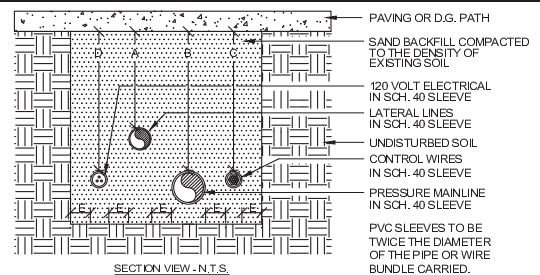 PAVING OR D.G. PATH
D A B C
SAND BACKFILL COMPACTED
TO THE DENSITY OF
EXISTING SOIL
120 VOLT ELECTRICAL
IN SCH. 40 SLEEVE
LATERAL LINES
IN SCH. 40 SLEEVE
UNDISTURBED SOIL
CONTROL WIRES
IN SCH. 40 SLEEVE
PRESSURE MAINLINE
IN SCH. 40 SLEEVE
E E E E E
PVC SLEEVES TO BE
TWICE THE DIAMETER
OF THE PIPE OR WIRE
BUNDLE CARRIED.
SECTION VIEW - N.T.S.